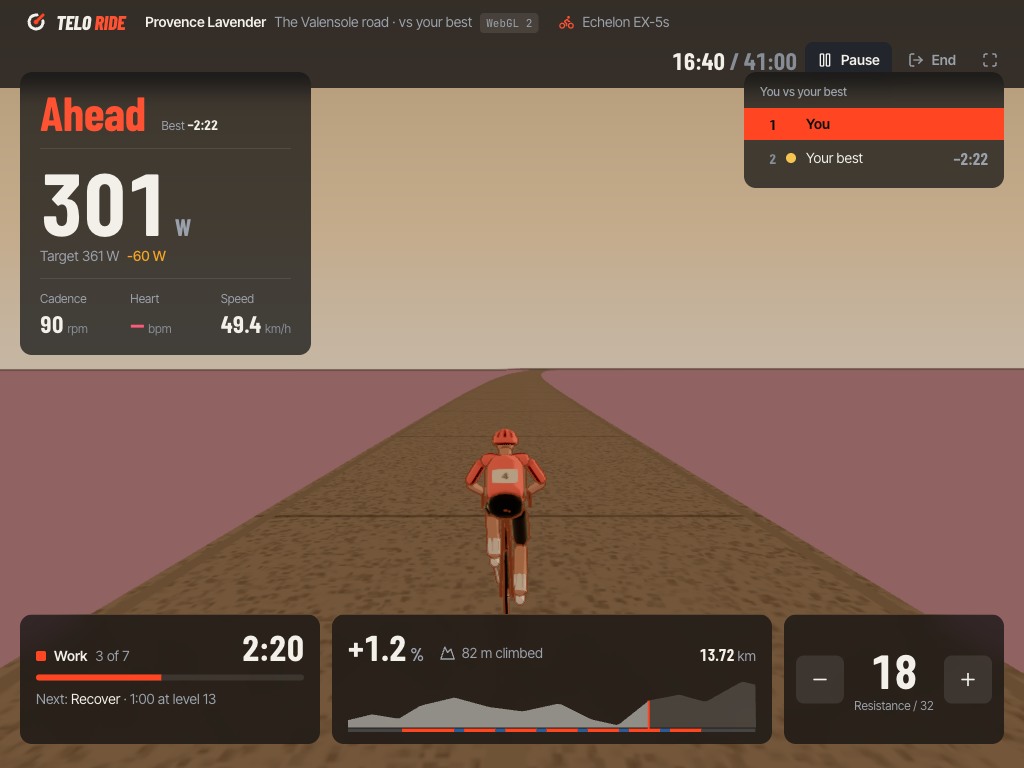 TELO RIDE Provence Lavender The Valensole road · vs your best WebGL 2 Echelon EX-5s
16:40 / 41:00 Pause End
Ahead Best −2:22
301 W
Target 361 W -60 W
Cadence Heart Speed
90 rpm — bpm 49.4 km/h
You vs your best
1 You
2 Your best −2:22
4
Work 3 of 7 2:20
Next: Recover · 1:00 at level 13
+1.2 % 82 m climbed 13.72 km
− 18 +
Resistance / 32